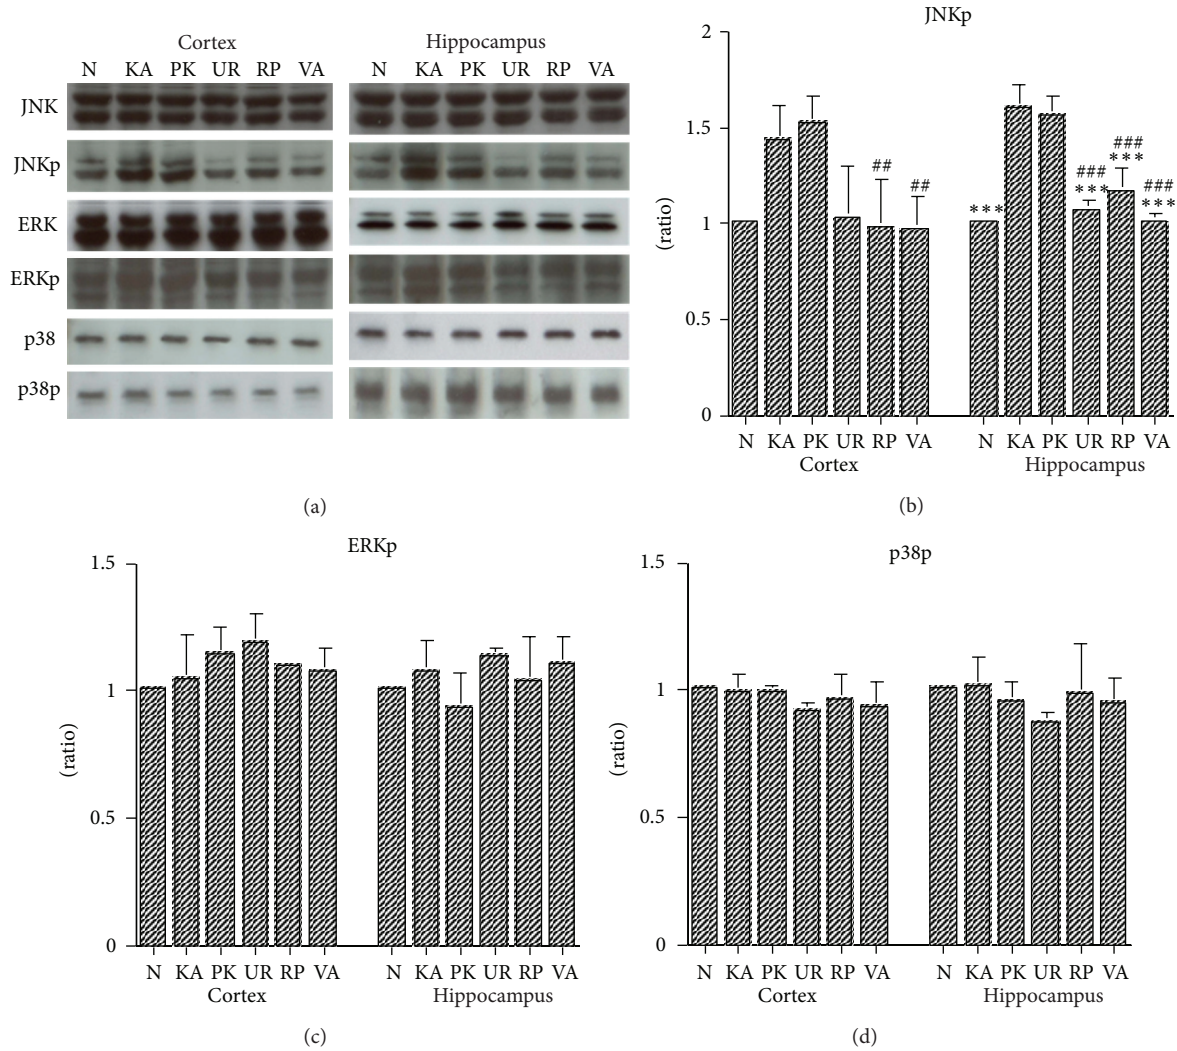 Cortex Hippocampus
N KA PK UR RP VA N KA PK UR RP VA
JNK
JNKp
ERK
ERKp
p38
p38p
(a)
JNKp
2
1.5
1
0.5
0
(ratio)
## ## *** ### *** ### *** ### ***
N KA PK UR RP VA N KA PK UR RP VA
Cortex Hippocampus
(b)
ERKp
1.5
1
0.5
0
(ratio)
N KA PK UR RP VA N KA PK UR RP VA
Cortex Hippocampus
(c)
p38p
1.5
1
0.5
0
(ratio)
N KA PK UR RP VA N KA PK UR RP VA
Cortex Hippocampus
(d)